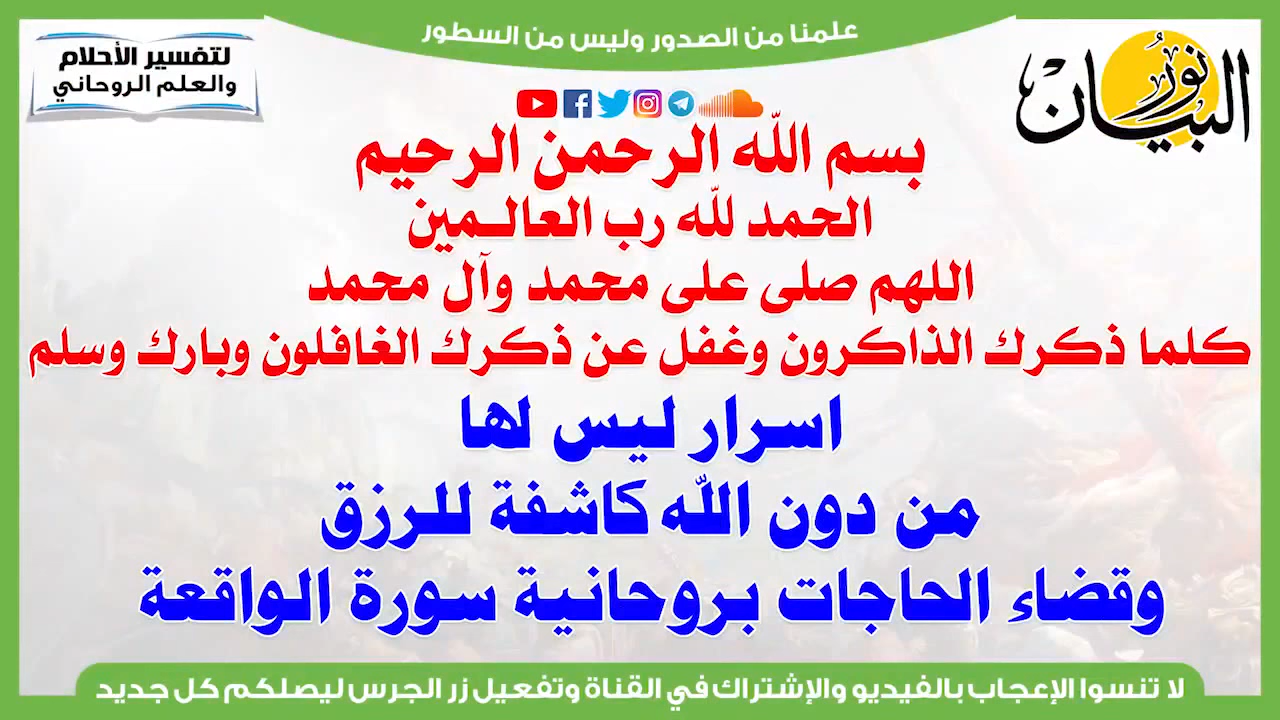 علمنا من الصدور وليس من السطور
نور البيان
لتفسير الأحلام
والعلم الروحاني
بسم الله الرحمن الرحيم
الحمد لله رب العالـمين
اللهم صلى على محمد وآل محمد
كلما ذكرك الذاكرون وغفل عن ذكرك الغافلون وبارك وسلم
اسرار ليس لها
من دون الله كاشفة للرزق
وقضاء الحاجات بروحانية سورة الواقعة
لا تنسوا الإعجاب بالفيديو والإشتراك في القناة وتفعيل زر الجرس ليصلكم كل جديد